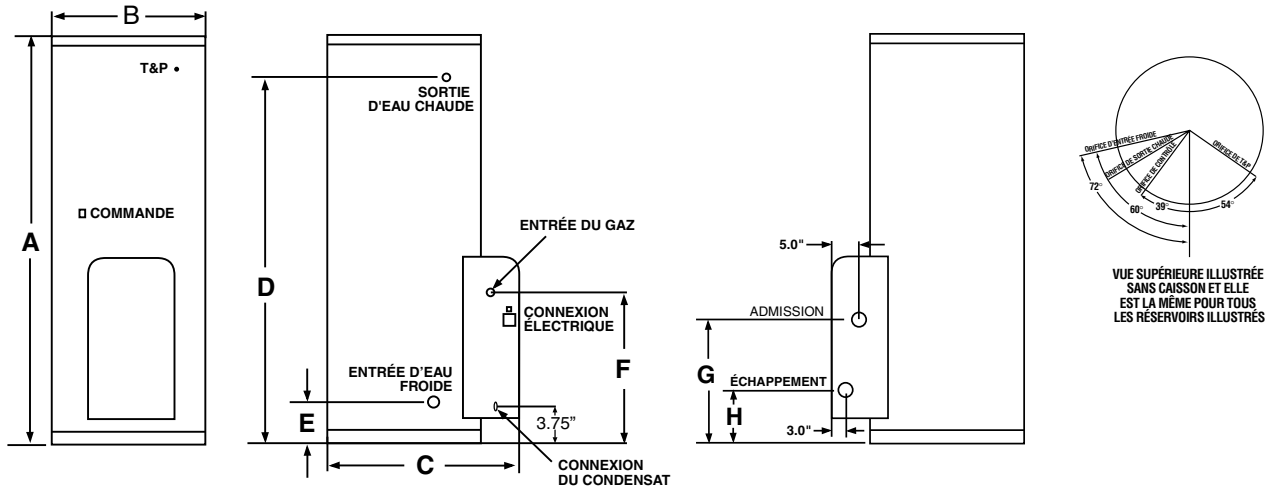 B
T&P
A
COMMANDE
SORTIE
D'EAU CHAUDE
D
ENTRÉE DU GAZ
CONNEXION
ÉLECTRIQUE
F
ENTRÉE D'EAU
FROIDE
E
3.75”
C
CONNEXION
DU CONDENSAT
5.0"
ADMISSION
G
ÉCHAPPEMENT
H
3.0"
ORIFICE D'ENTRÉE FROIDE
ORIFICE DE SORTIE CHAUDE
ORIFICE DE CONTRÔLE
ORIFICE DE T&P
72°
60°
39°
54°
VUE SUPÉRIEURE ILLUSTRÉE
SANS CAISSON ET ELLE
EST LA MÊME POUR TOUS
LES RÉSERVOIRS ILLUSTRÉS